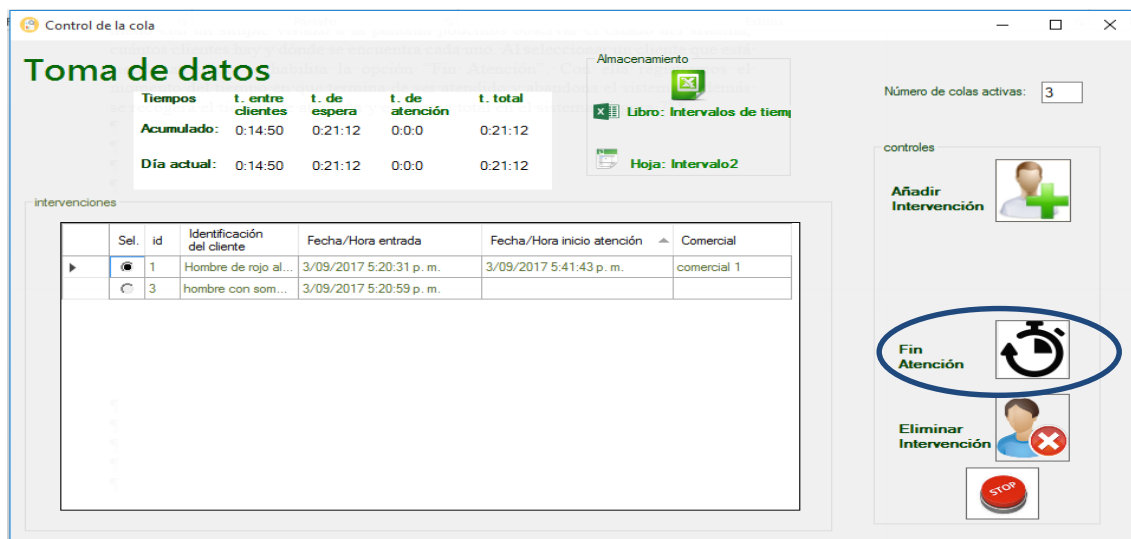 Control de la cola
Toma de datos
Tiempos t. entre clientes t. de espera t. de atención t. total
Acumulado: 0:14:50 0:21:12 0:0:0 0:21:12
Día actual: 0:14:50 0:21:12 0:0:0 0:21:12
Almacenamiento
Libro: Intervalos de tiem
Hoja: Intervalo2
Número de colas activas: 3
controles
Añadir
Intervención
intervenciones
Sel. id Identificación del cliente Fecha/Hora entrada Fecha/Hora inicio atención Comercial
1 Hombre de rojo al... 3/09/2017 5:20:31 p. m. 3/09/2017 5:41:43 p. m. comercial 1
3 hombre con som... 3/09/2017 5:20:59 p. m.
Fin
Atención
Eliminar
Intervención
STOP